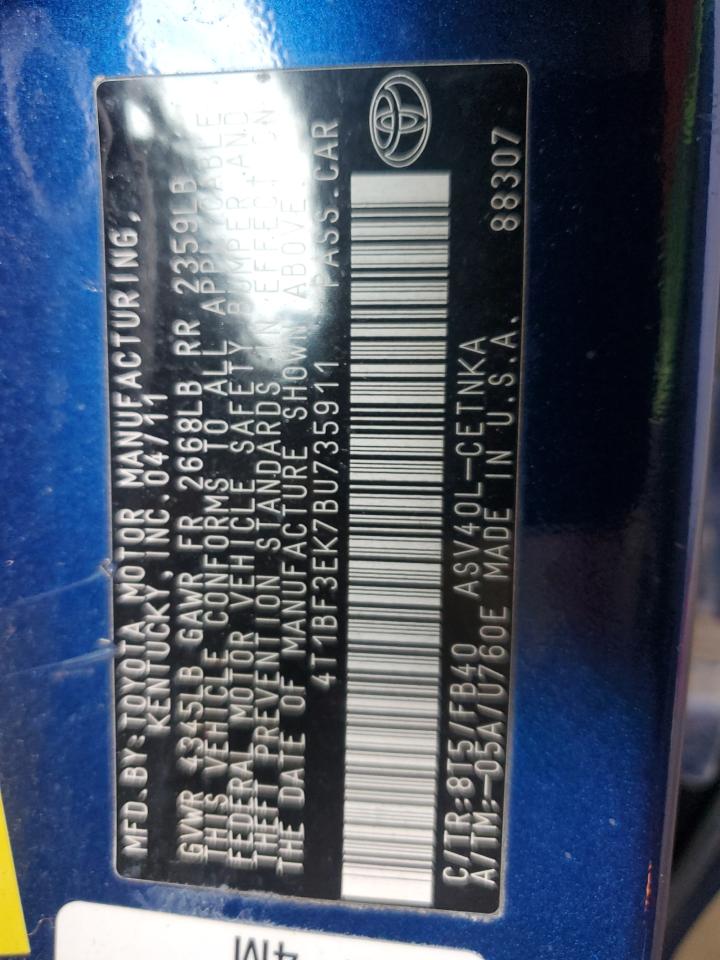 MFD.BY:TOYOTA MOTOR MANUFACTURING,
KENTUCKY, INC.04/11
GVWR 4345LB GAWR FR 2668LB RR 2359LB
THIS VEHICLE CONFORMS TO ALL APPLICABLE
FEDERAL MOTOR VEHICLE SAFETY BUMPER AND
THEFT PREVENTION STANDARDS IN EFFECT ON
THE DATE OF MANUFACTURE SHOWN ABOVE.
4T1BF3EK7BU735911 PASS.CAR
C/TR:8T5/FB40 ASV40L-CETNKA
A/TM:-05A/U760E MADE IN U.S.A. 88307
4M